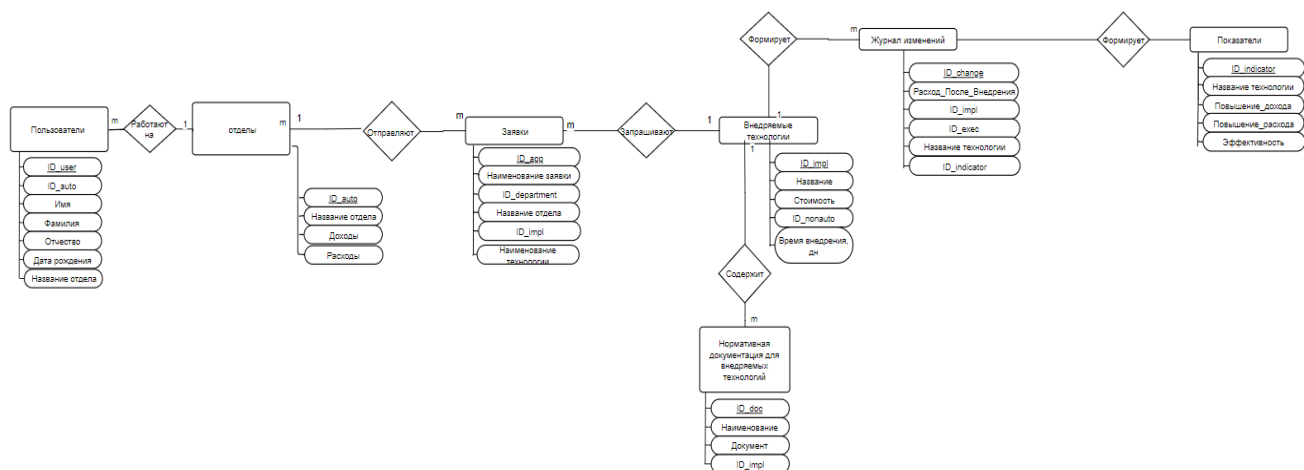 Пользователи
m
Работают
на
1
m
отделы
1
Отправляют
m
Заявки
m
Запрашивают
1
Внедряемые
технологии
1
Формирует
m
Журнал изменений
Формирует
Показатели
ID_user
ID_auto
Имя
Фамилия
Отчество
Дата рождения
Название отдела
ID_auto
Название отдела
Доходы
Расходы
ID_app
Наименование заявки
ID_department
Название отдела
ID_impl
Наименование
технологии
ID_impl
Название
Стоимость
ID_nonauto
Время внедрения,
дн
ID_change
Расход_После_Внедрения
ID_impl
ID_exec
Название технологии
ID_indicator
ID_indicator
Название технологии
Повышение_дохода
Повышение_расхода
Эффективность
1
Содержит
m
Нормативная
документация для
внедряемых
технологий
ID_doc
Наименование
Документ
ID_impl